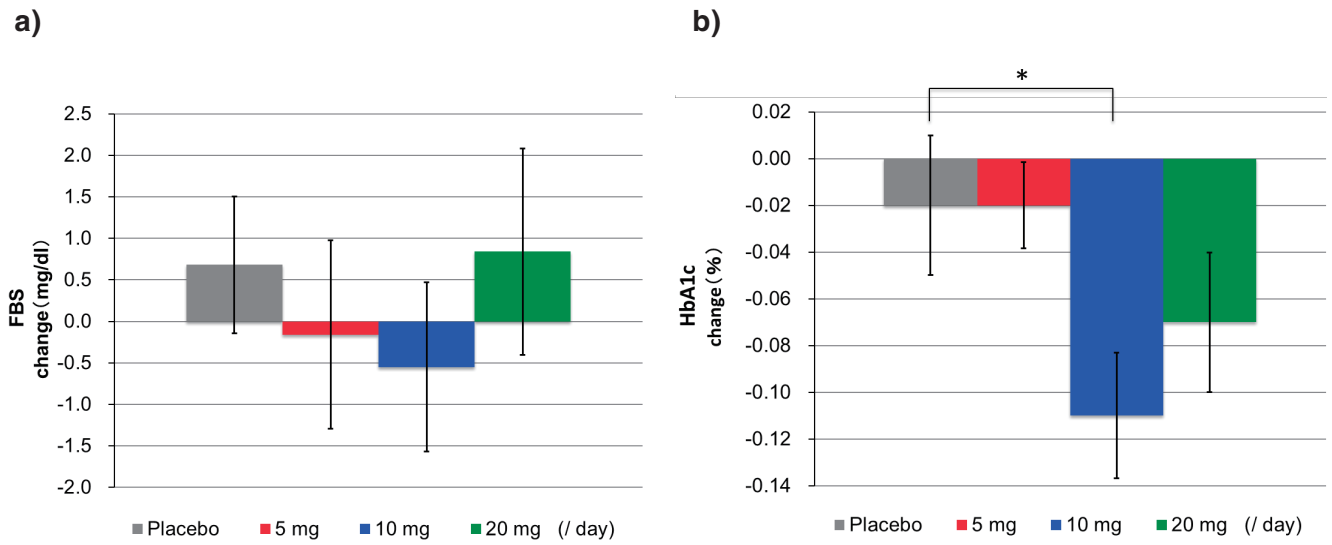 a)
FBS
change(mg/dl)
2.5
2.0
1.5
1.0
0.5
0.0
-0.5
-1.0
-1.5
-2.0
Placebo 5 mg 10 mg 20 mg (/ day)
b)
*
HbA1c
change(%)
0.02
0.00
-0.02
-0.04
-0.06
-0.08
-0.10
-0.12
-0.14
Placebo 5 mg 10 mg 20 mg (/ day)